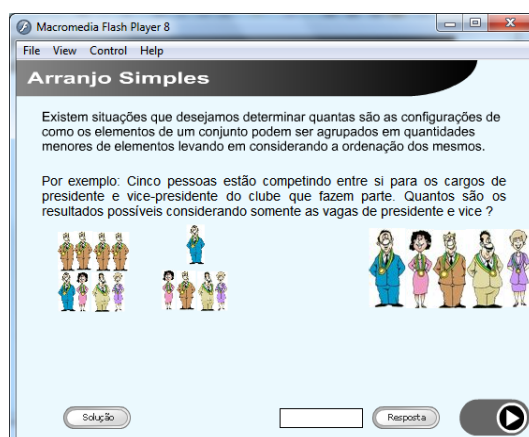 Macromedia Flash Player 8
File View Control Help
Arranjo Simples
Existem situações que desejamos determinar quantas são as configurações de
como os elementos de um conjunto podem ser agrupados em quantidades
menores de elementos levando em considerando a ordenação dos mesmos.
Por exemplo: Cinco pessoas estão competindo entre si para os cargos de
presidente e vice-presidente do clube que fazem parte. Quantos são os
resultados possíveis considerando somente as vagas de presidente e vice ?
Solução
Resposta